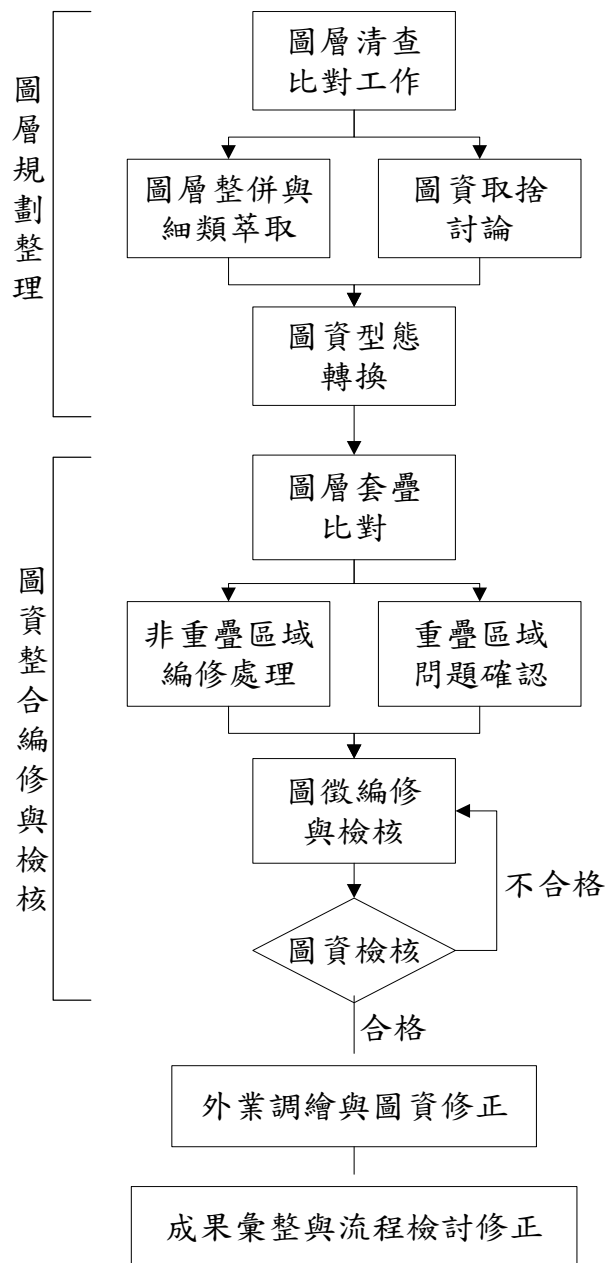 圖層規劃整理
圖層清查
比對工作
圖層整併與
細類萃取
圖資取捨
討論
圖資型態
轉換
圖資整合編修與檢核
圖層套疊
比對
非重疊區域
編修處理
重疊區域
問題確認
圖徵編修
與檢核
不合格
圖資檢核
合格
外業調繪與圖資修正
成果彙整與流程檢討修正